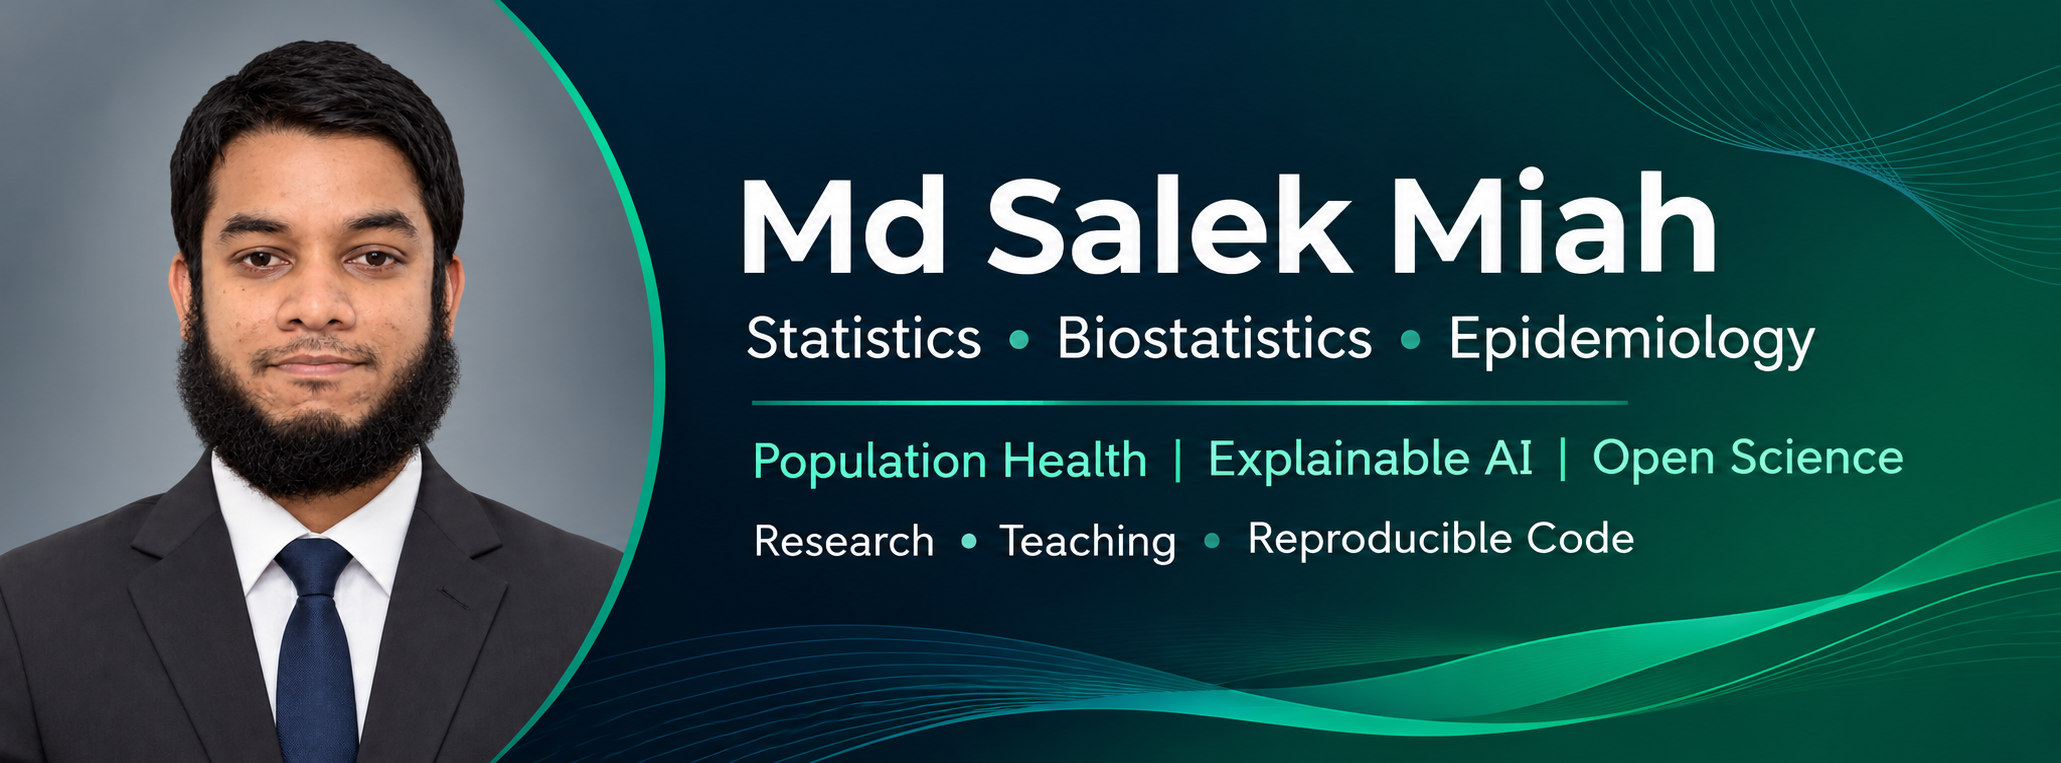 Md Salek Miah
Statistics • Biostatistics • Epidemiology
Population Health | Explainable AI | Open Science
Research • Teaching • Reproducible Code